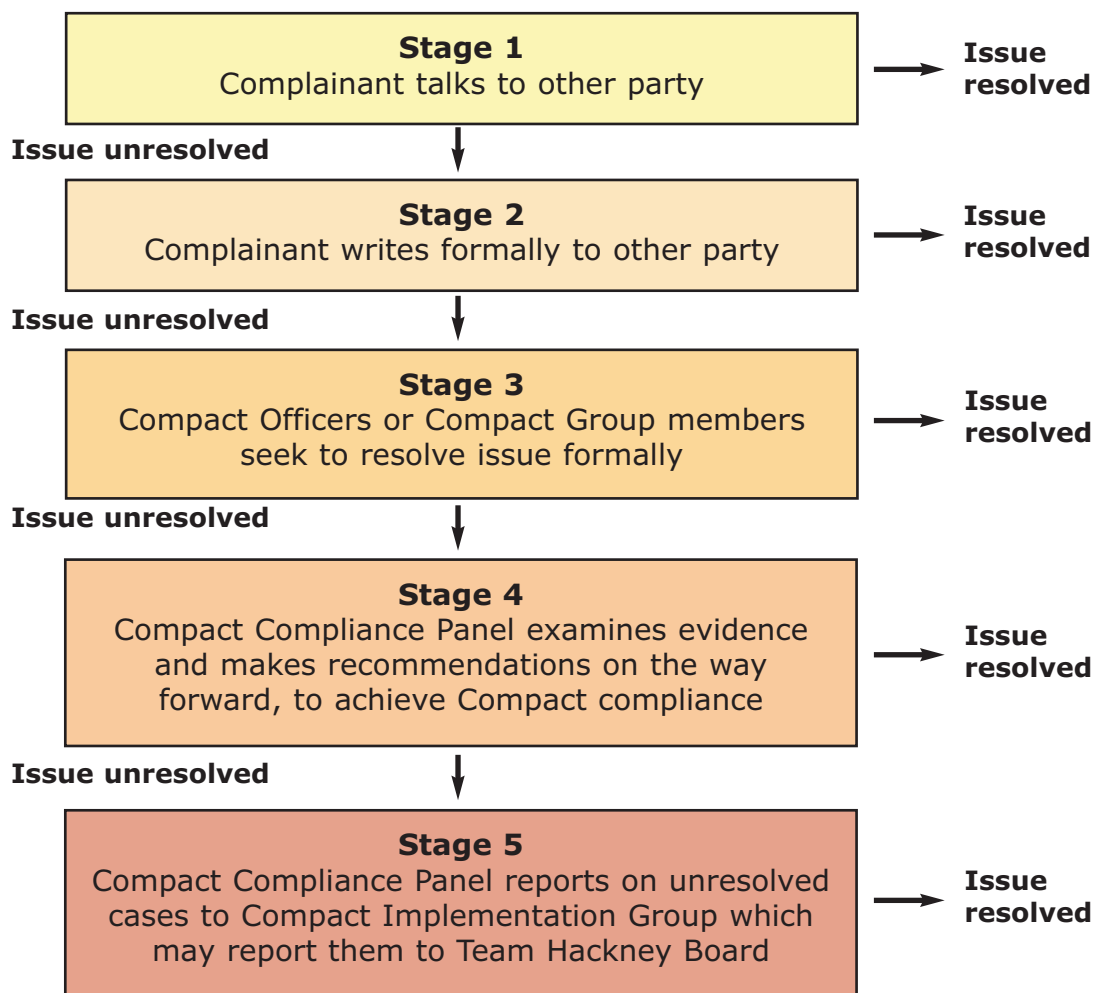 Stage 1
Complainant talks to other party
Issue
resolved
Issue unresolved
Stage 2
Complainant writes formally to other party
Issue
resolved
Issue unresolved
Stage 3
Compact Officers or Compact Group members
seek to resolve issue formally
Issue
resolved
Issue unresolved
Stage 4
Compact Compliance Panel examines evidence
and makes recommendations on the way
forward, to achieve Compact compliance
Issue
resolved
Issue unresolved
Stage 5
Compact Compliance Panel reports on unresolved
cases to Compact Implementation Group which
may report them to Team Hackney Board
Issue
resolved